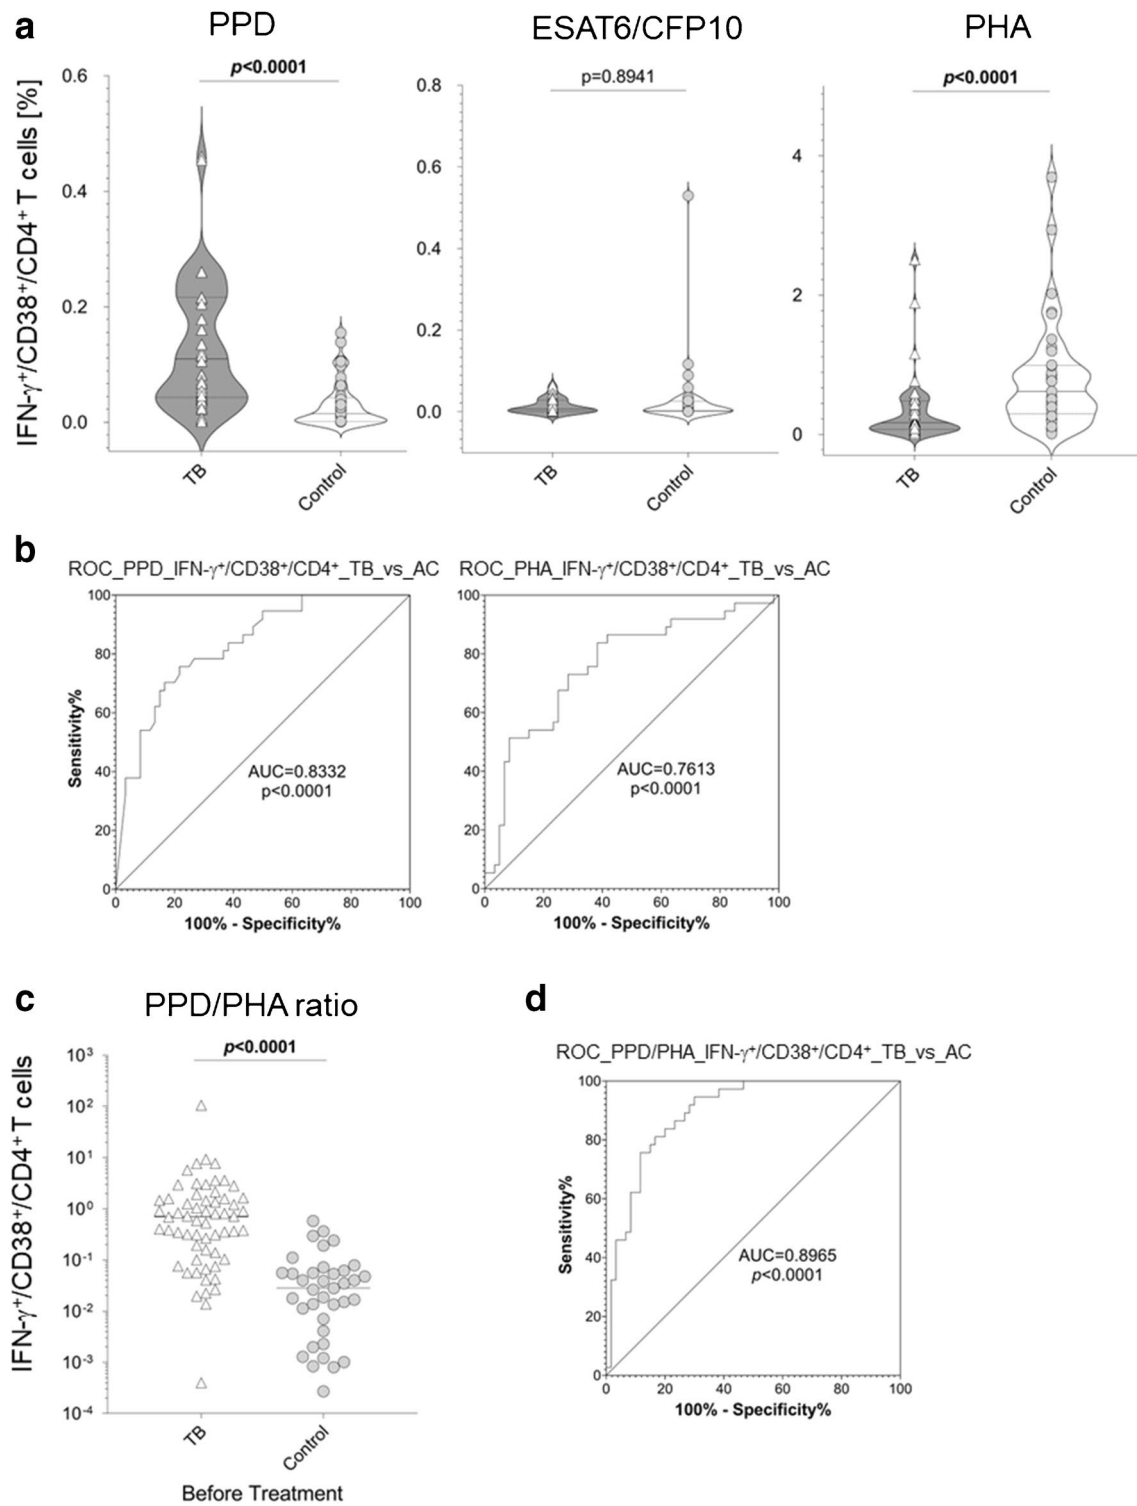 a
PPD
ESAT6/CFP10
PHA
p<0.0001
p=0.8941
p<0.0001
IFN-γ⁺/CD38⁺/CD4⁺ T cells [%]
0.6
0.4
0.2
0.0
TB
Control
0.8
0.6
0.4
0.2
0.0
TB
Control
4
2
0
TB
Control
b
ROC_PPD_IFN-γ⁺/CD38⁺/CD4⁺_TB_vs_AC
Sensitivity%
100
80
60
40
20
0
AUC=0.8332
p<0.0001
0 20 40 60 80 100
100% - Specificity%
ROC_PHA_IFN-γ⁺/CD38⁺/CD4⁺_TB_vs_AC
100
80
60
40
20
0
AUC=0.7613
p<0.0001
0 20 40 60 80 100
100% - Specificity%
c
PPD/PHA ratio
p<0.0001
IFN-γ⁺/CD38⁺/CD4⁺ T cells
10³
10²
10¹
10⁰
10⁻¹
10⁻²
10⁻³
10⁻⁴
TB
Control
Before Treatment
d
ROC_PPD/PHA_IFN-γ⁺/CD38⁺/CD4⁺_TB_vs_AC
Sensitivity%
100
80
60
40
20
0
AUC=0.8965
p<0.0001
0 20 40 60 80 100
100% - Specificity%